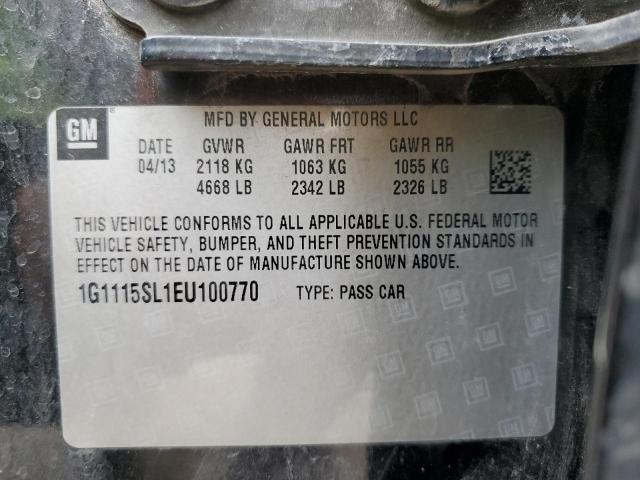 GM
MFD BY GENERAL MOTORS LLC
DATE GVWR GAWR FRT GAWR RR
04/13 2118 KG 1063 KG 1055 KG
4668 LB 2342 LB 2326 LB
THIS VEHICLE CONFORMS TO ALL APPLICABLE U.S. FEDERAL MOTOR
VEHICLE SAFETY, BUMPER, AND THEFT PREVENTION STANDARDS IN
EFFECT ON THE DATE OF MANUFACTURE SHOWN ABOVE.
1G1115SL1EU100770 TYPE: PASS CAR